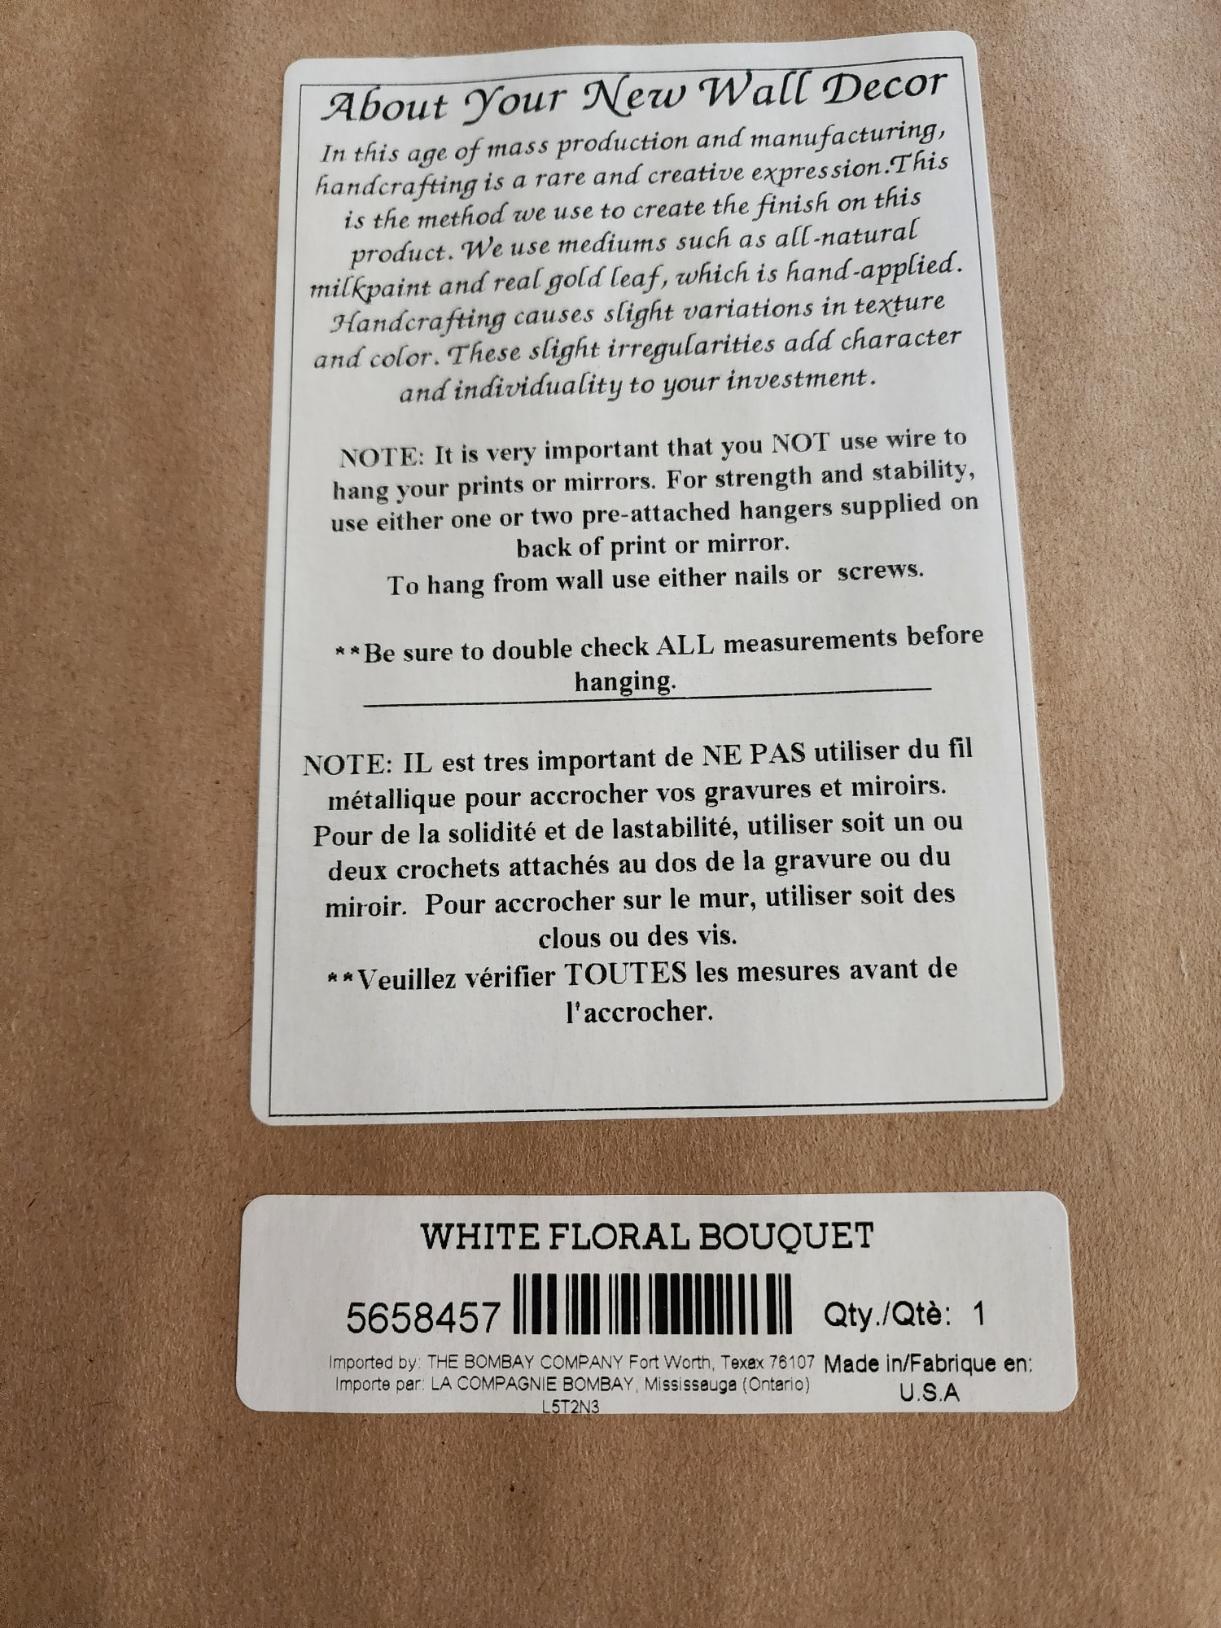 About Your New Wall Decor
In this age of mass production and manufacturing,
handcrafting is a rare and creative expression.This
is the method we use to create the finish on this
product. We use mediums such as all-natural
milkpaint and real gold leaf, which is hand-applied.
Handcrafting causes slight variations in texture
and color. These slight irregularities add character
and individuality to your investment.
NOTE: It is very important that you NOT use wire to
hang your prints or mirrors. For strength and stability,
use either one or two pre-attached hangers supplied on
back of print or mirror.
To hang from wall use either nails or screws.
**Be sure to double check ALL measurements before
hanging.
NOTE: IL est tres important de NE PAS utiliser du fil
métallique pour accrocher vos gravures et miroirs.
Pour de la solidité et de lastabilité, utiliser soit un ou
deux crochets attachés au dos de la gravure ou du
miroir. Pour accrocher sur le mur, utiliser soit des
clous ou des vis.
**Veuillez vérifier TOUTES les mesures avant de
l'accrocher.
WHITE FLORAL BOUQUET
5658457 Qty./Qtè: 1
Imported by: THE BOMBAY COMPANY Fort Worth, Texax 76107
Importe par: LA COMPAGNIE BOMBAY, Mississauga (Ontario)
L5T2N3
Made in/Fabrique en:
U.S.A